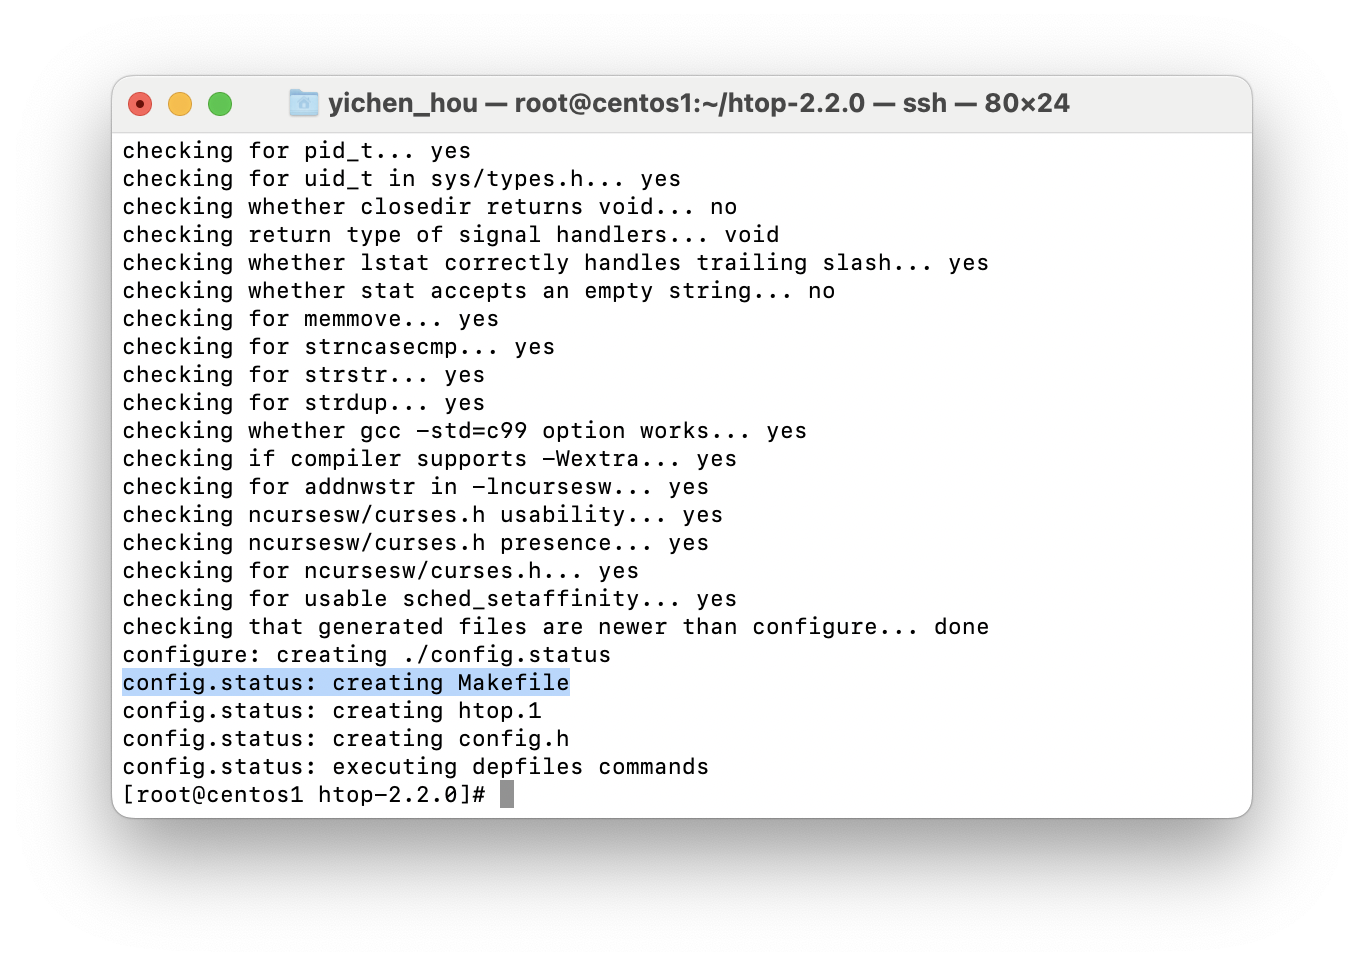 yichen_hou — root@centos1:~/htop-2.2.0 — ssh — 80×24
checking for pid_t... yes
checking for uid_t in sys/types.h... yes
checking whether closedir returns void... no
checking return type of signal handlers... void
checking whether lstat correctly handles trailing slash... yes
checking whether stat accepts an empty string... no
checking for memmove... yes
checking for strncasecmp... yes
checking for strstr... yes
checking for strdup... yes
checking whether gcc -std=c99 option works... yes
checking if compiler supports -Wextra... yes
checking for addnwstr in -lncursesw... yes
checking ncursesw/curses.h usability... yes
checking ncursesw/curses.h presence... yes
checking for ncursesw/curses.h... yes
checking for usable sched_setaffinity... yes
checking that generated files are newer than configure... done
configure: creating ./config.status
config.status: creating Makefile
config.status: creating htop.1
config.status: creating config.h
config.status: executing depfiles commands
[root@centos1 htop-2.2.0]#